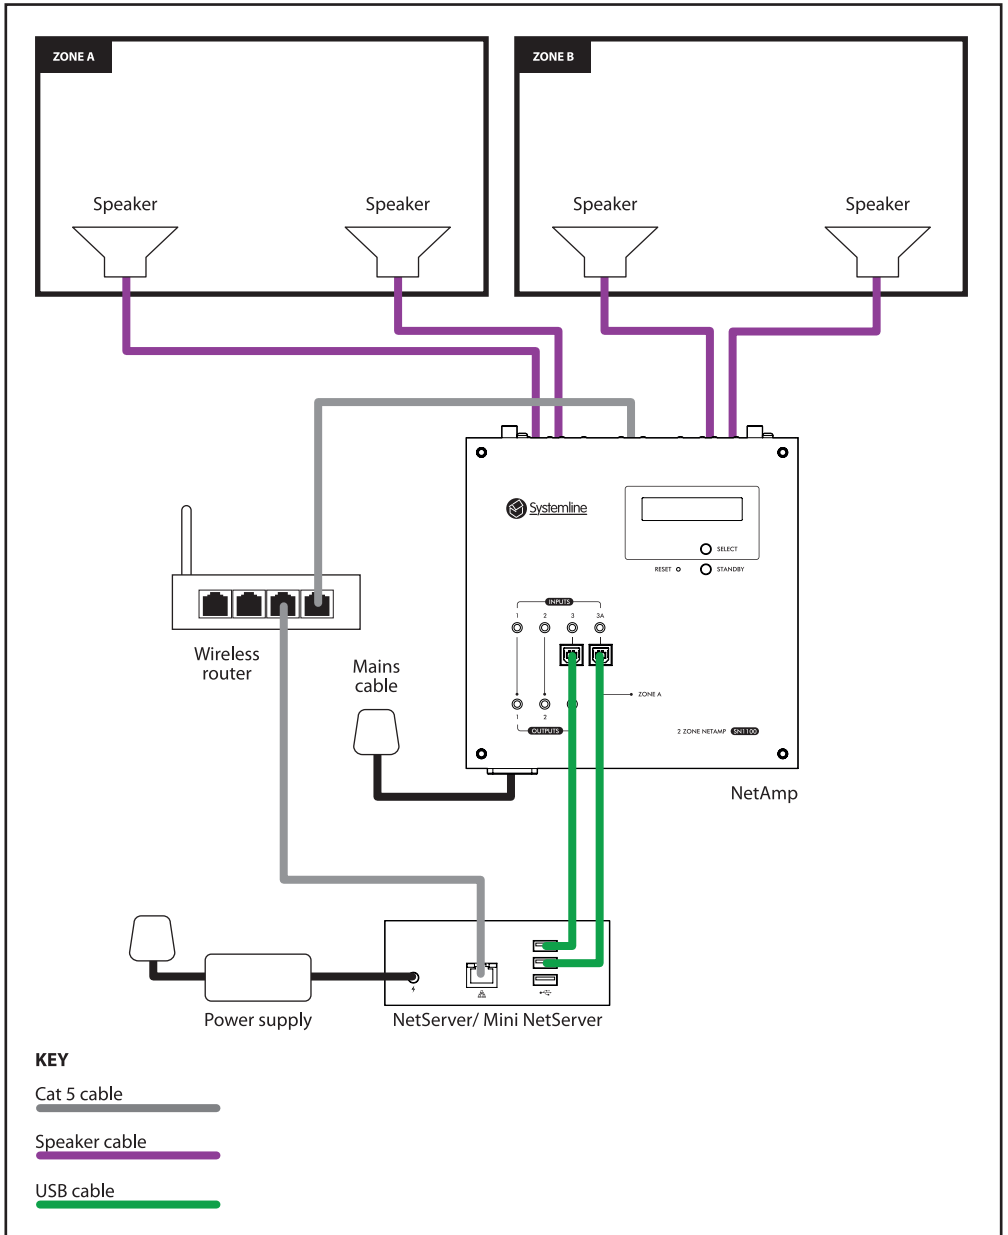 ZONE A
ZONE B
Speaker
Speaker
Speaker
Speaker
Systemline
SELECT
RESET
STANDBY
INPUTS
1
2
3
3A
ZONE A
1
2
OUTPUTS
2 ZONE NETAMP SN1100
NetAmp
Wireless
router
Mains
cable
Power supply
NetServer/ Mini NetServer
KEY
Cat 5 cable
Speaker cable
USB cable